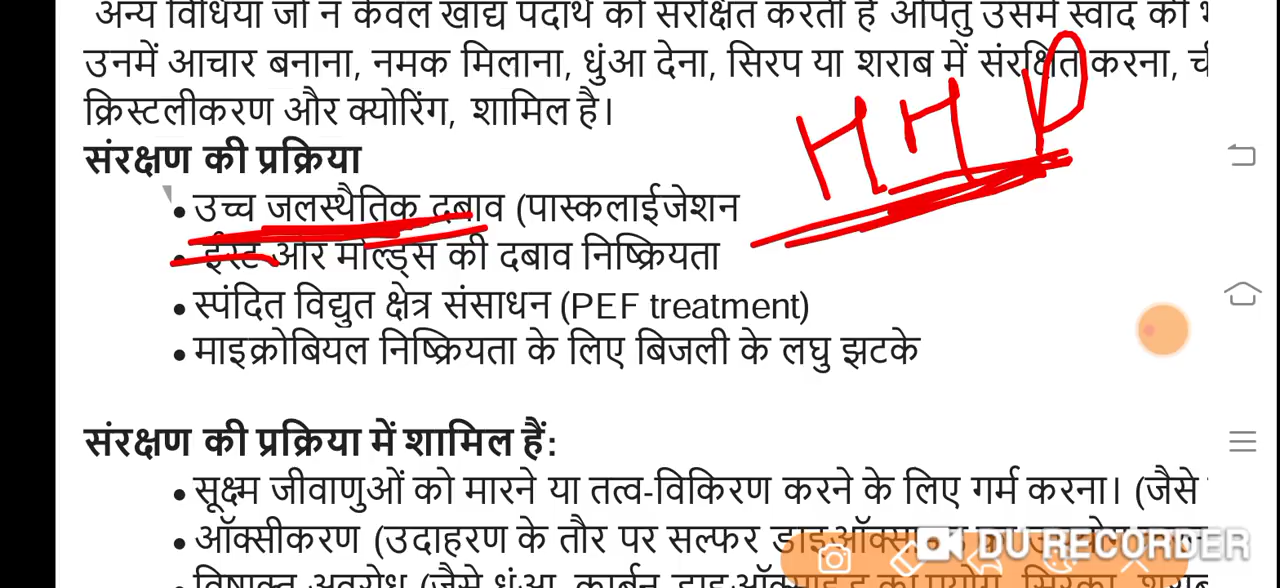 अन्य विधियां जो न केवल खाद्य पदार्थ को संरक्षित करती हैं अपितु उसमें स्वाद की
उनमें आचार बनाना, नमक मिलाना, धुंआ देना, सिरप या शराब में संरक्षित करना,
क्रिस्टलीकरण और क्योरिंग, शामिल है।
HHP
संरक्षण की प्रक्रिया
• उच्च जलस्थैतिक दबाव (पास्कलाईजेशन
• ईस्ट और मोल्ड्स की दबाव निष्क्रियता
• स्पंदित विद्युत क्षेत्र संसाधन (PEF treatment)
• माइक्रोबियल निष्क्रियता के लिए बिजली के लघु झटके
संरक्षण की प्रक्रिया में शामिल हैं:
• सूक्ष्म जीवाणुओं को मारने या तत्व-विकिरण करने के लिए गर्म करना। (जैसे
• ऑक्सीकरण (उदाहरण के तौर पर सल्फर
DU RECORDER